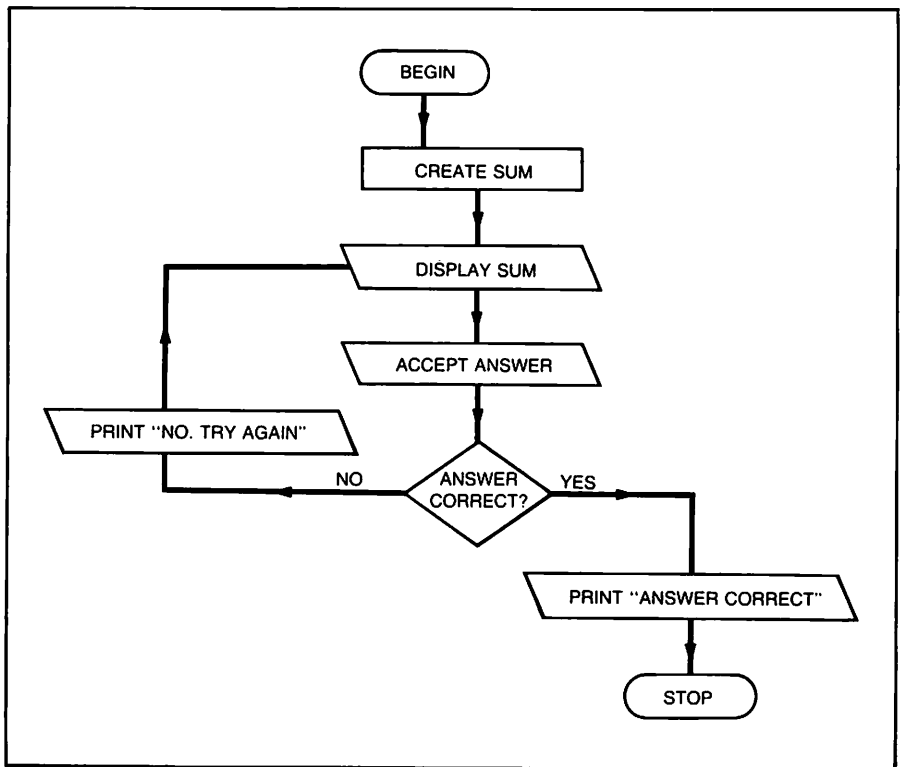 BEGIN
CREATE SUM
DISPLAY SUM
ACCEPT ANSWER
PRINT "NO. TRY AGAIN"
NO
ANSWER
CORRECT?
YES
PRINT "ANSWER CORRECT"
STOP